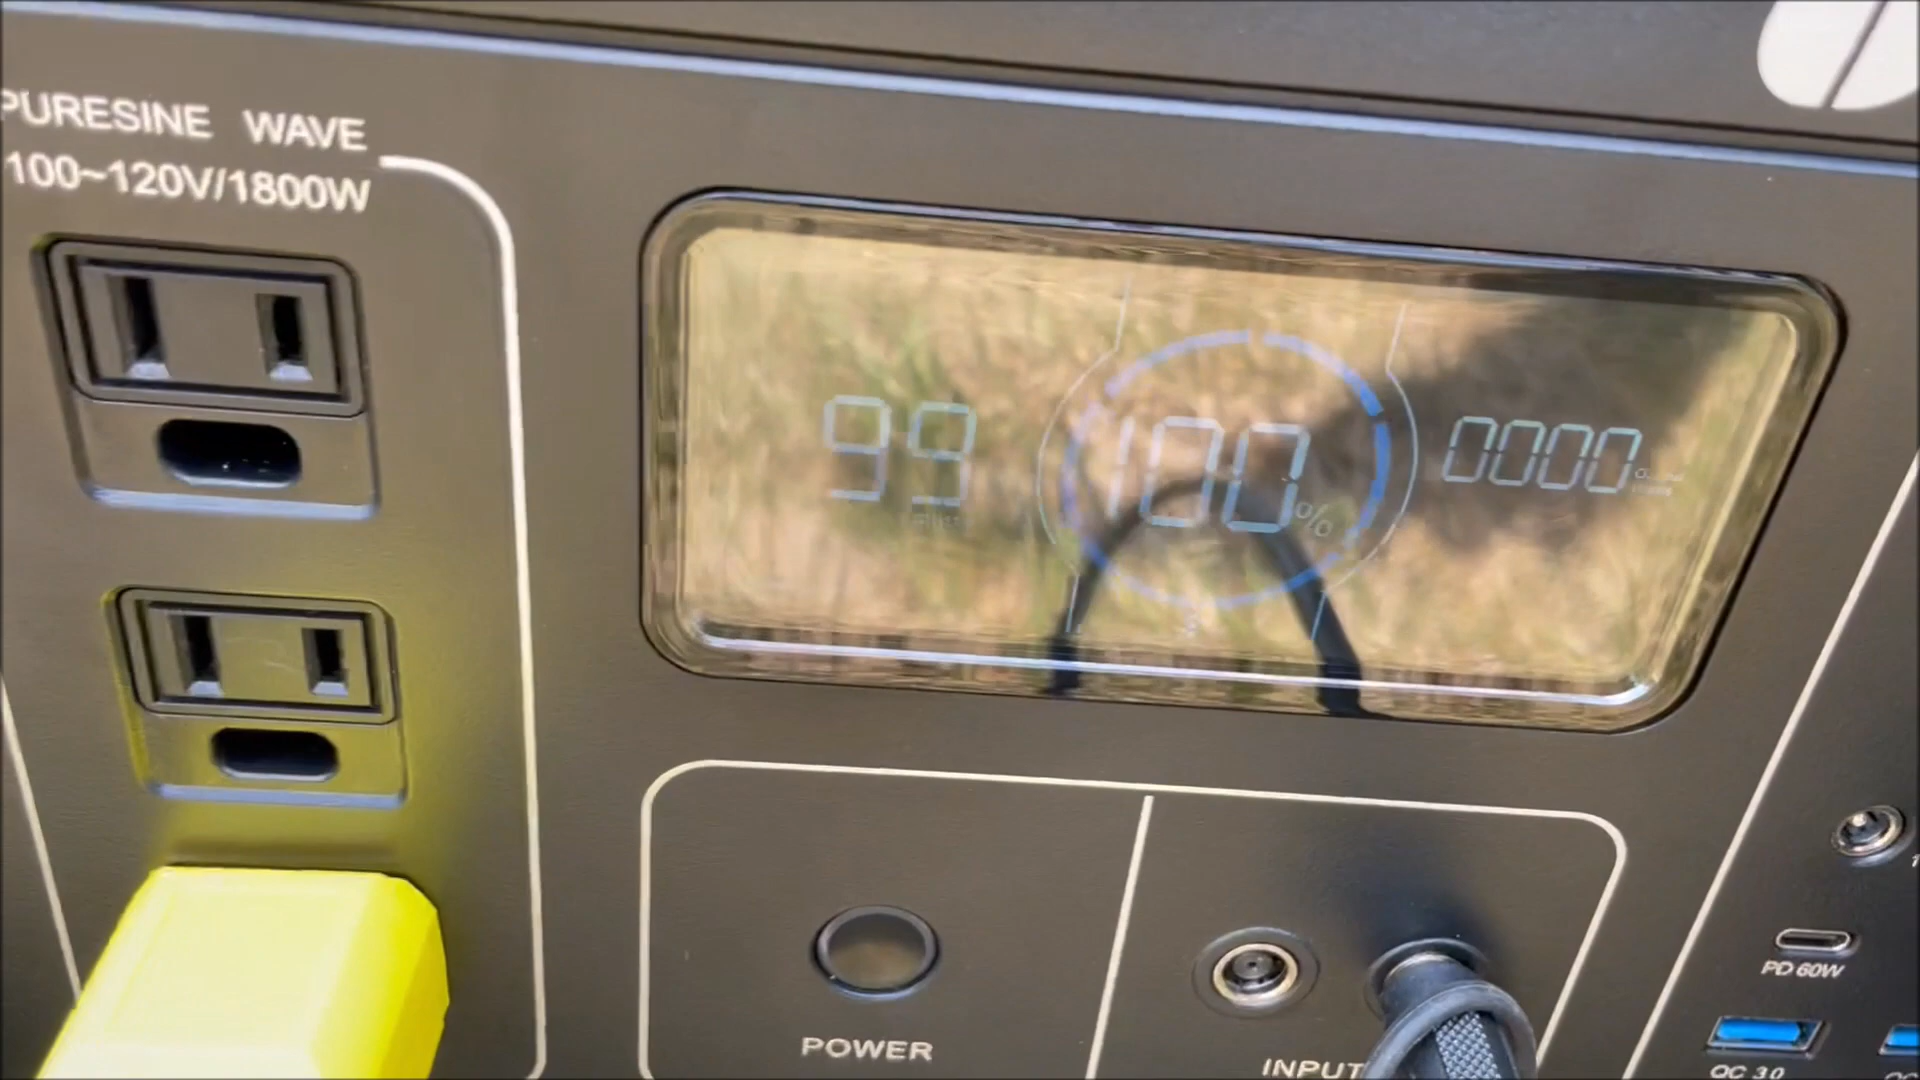 PURESINE WAVE
100~120V/1800W
99
100%
0000
POWER
INPUT
PD 60W
QC 3.0